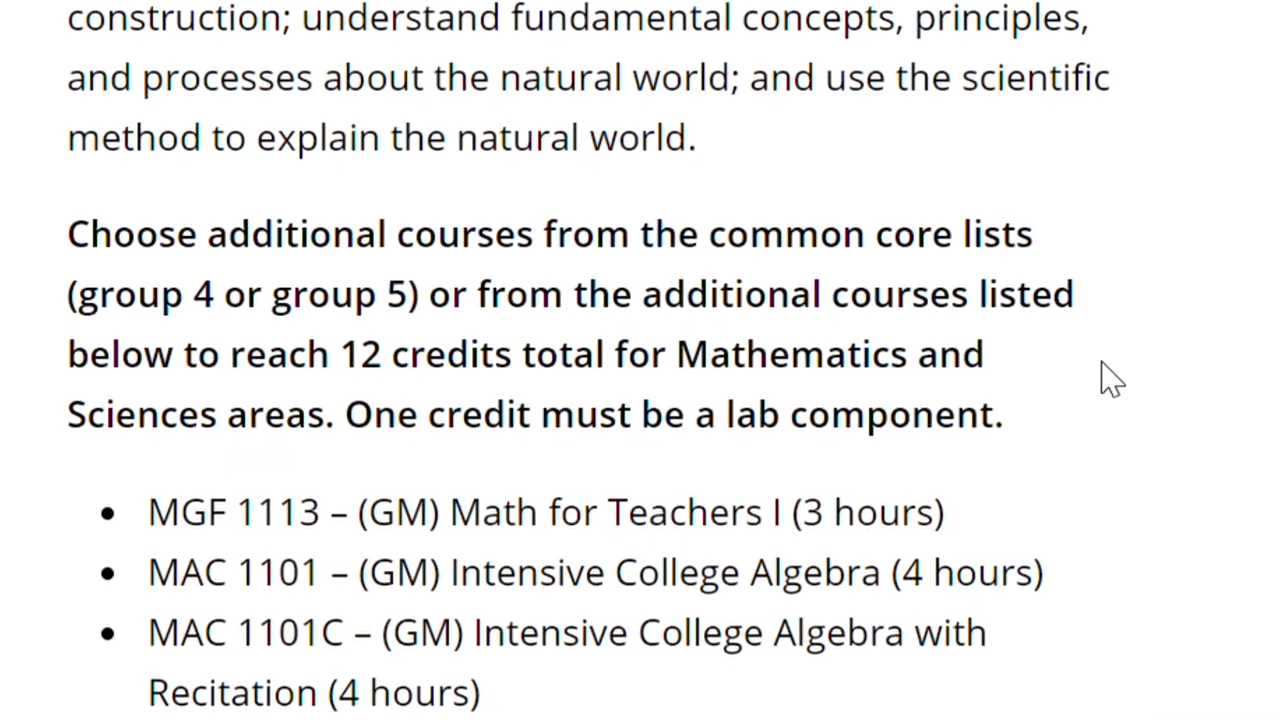 construction; understand fundamental concepts, principles,
and processes about the natural world; and use the scientific
method to explain the natural world.
Choose additional courses from the common core lists
(group 4 or group 5) or from the additional courses listed
below to reach 12 credits total for Mathematics and
Sciences areas. One credit must be a lab component.
• MGF 1113 – (GM) Math for Teachers I (3 hours)
• MAC 1101 – (GM) Intensive College Algebra (4 hours)
• MAC 1101C – (GM) Intensive College Algebra with
Recitation (4 hours)